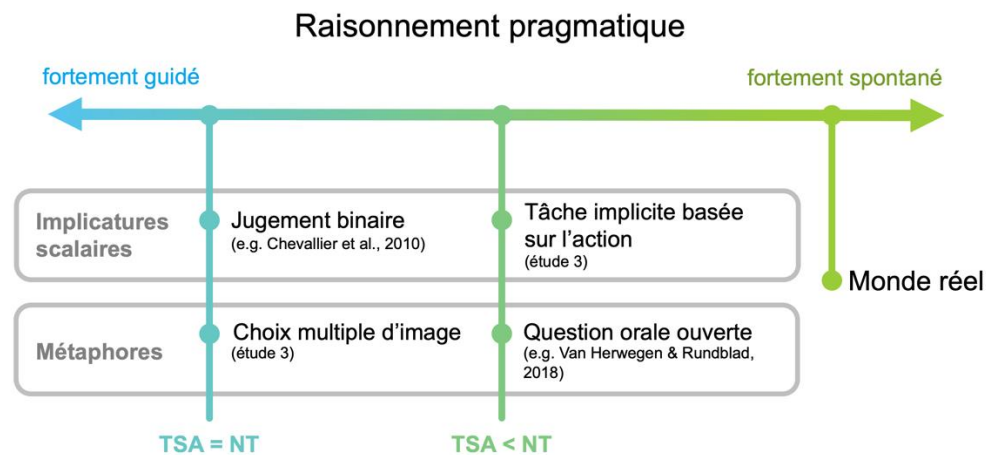 Raisonnement pragmatique
fortement guidé
fortement spontané
Implicatures
scalaires
Jugement binaire
(e.g. Chevallier et al., 2010)
Tâche implicite basée
sur l’action
(étude 3)
Monde réel
Métaphores
Choix multiple d’image
(étude 3)
Question orale ouverte
(e.g. Van Herwegen & Rundblad,
2018)
TSA = NT
TSA < NT